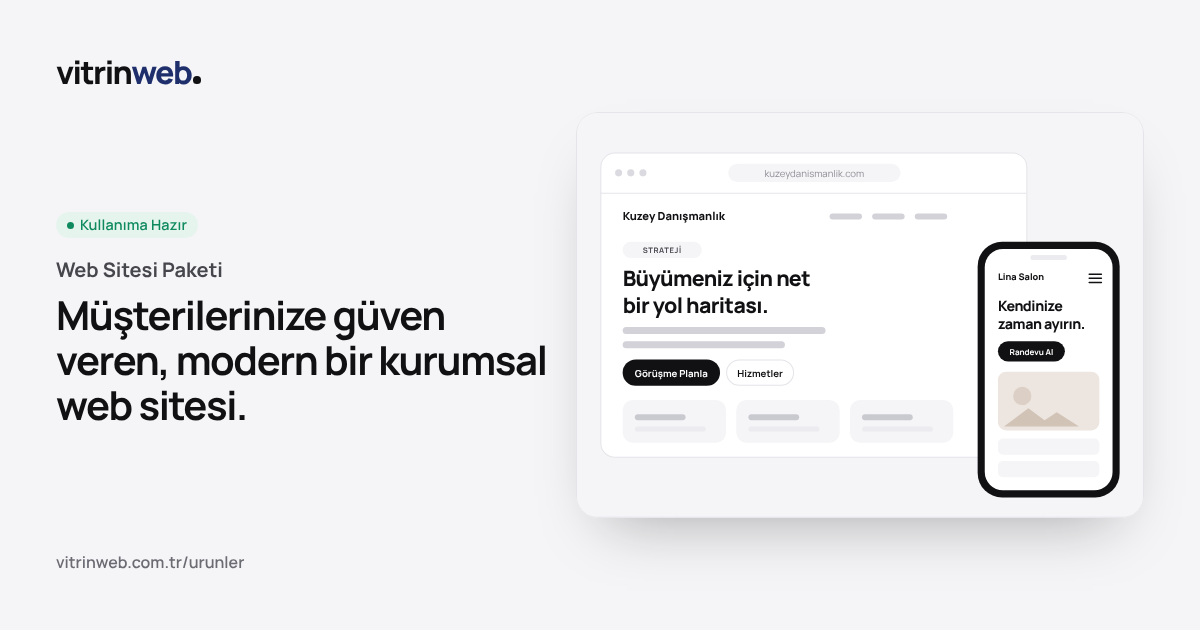 vitrinweb.
Kullanıma Hazır
Web Sitesi Paketi
Müşterilerinize güven
veren, modern bir kurumsal
web sitesi.
vitrinweb.com.tr/urunler
kuzeydanismanlik.com
Kuzey Danışmanlık
STRATEJİ
Büyümeniz için net
bir yol haritası.
Görüşme Planla
Hizmetler
Lina Salon
Kendinize
zaman ayırın.
Randevu Al